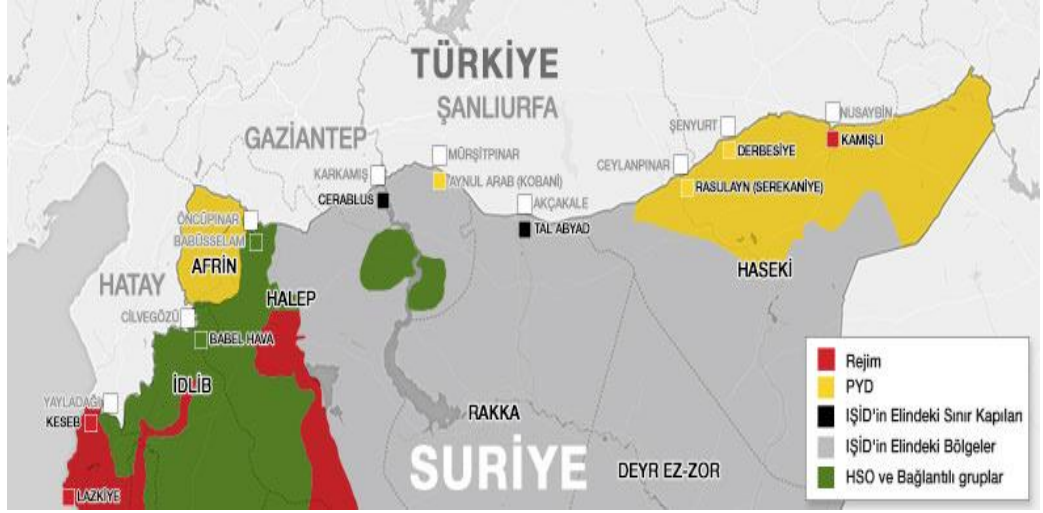 TÜRKİYE
ŞANLIURFA
GAZİANTEP
NUSAYBİN
ŞENYURT
KAMIŞLI
DERBESİYE
MÜRŞİTPINAR
CEYLANPINAR
KARKAMIŞ
AYNUL ARAB (KOBANİ)
RASULAYN (SEREKANİYE)
CERABLUS
AKÇAKALE
ÖNCÜPINAR
TAL ABYAD
BABÜSSELAM
AFRİN
HASEKİ
HATAY
HALEP
CİLVEGÖZÜ
BABEL HAVA
İDLİB
YAYLADAĞI
KESEB
RAKKA
SURİYE
DEYR EZ-ZOR
LAZKİYE
Rejim
PYD
IŞİD'in Elindeki Sınır Kapıları
IŞİD'in Elindeki Bölgeler
HSO ve Bağlantılı gruplar